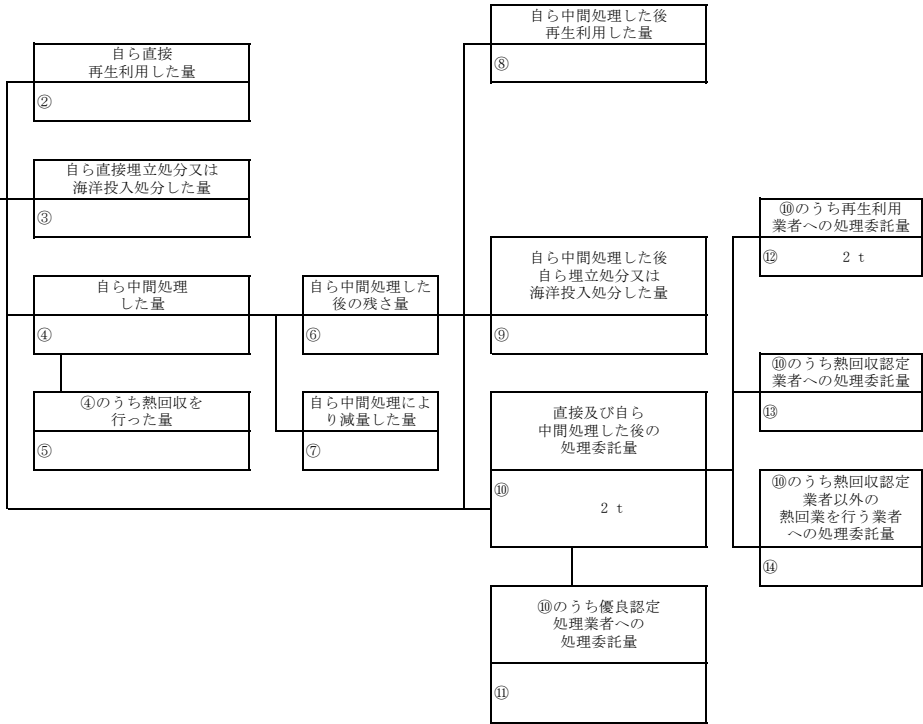 自ら直接
再生利用した量
②
自ら直接埋立処分又は
海洋投入処分した量
③
自ら中間処理
した量
④
④のうち熱回収を
行った量
⑤
自ら中間処理した
後の残さ量
⑥
自ら中間処理によ
り減量した量
⑦
自ら中間処理した後
再生利用した量
⑧
自ら中間処理した後
自ら埋立処分又は
海洋投入処分した量
⑨
直接及び自ら
中間処理した後の
処理委託量
⑩
2 t
⑩のうち優良認定
処理業者への
処理委託量
⑪
⑩のうち再生利用
業者への処理委託量
⑫ 2 t
⑩のうち熱回収認定
業者への処理委託量
⑬
⑩のうち熱回収認定
業者以外の
熱回業を行う業者
への処理委託量
⑭